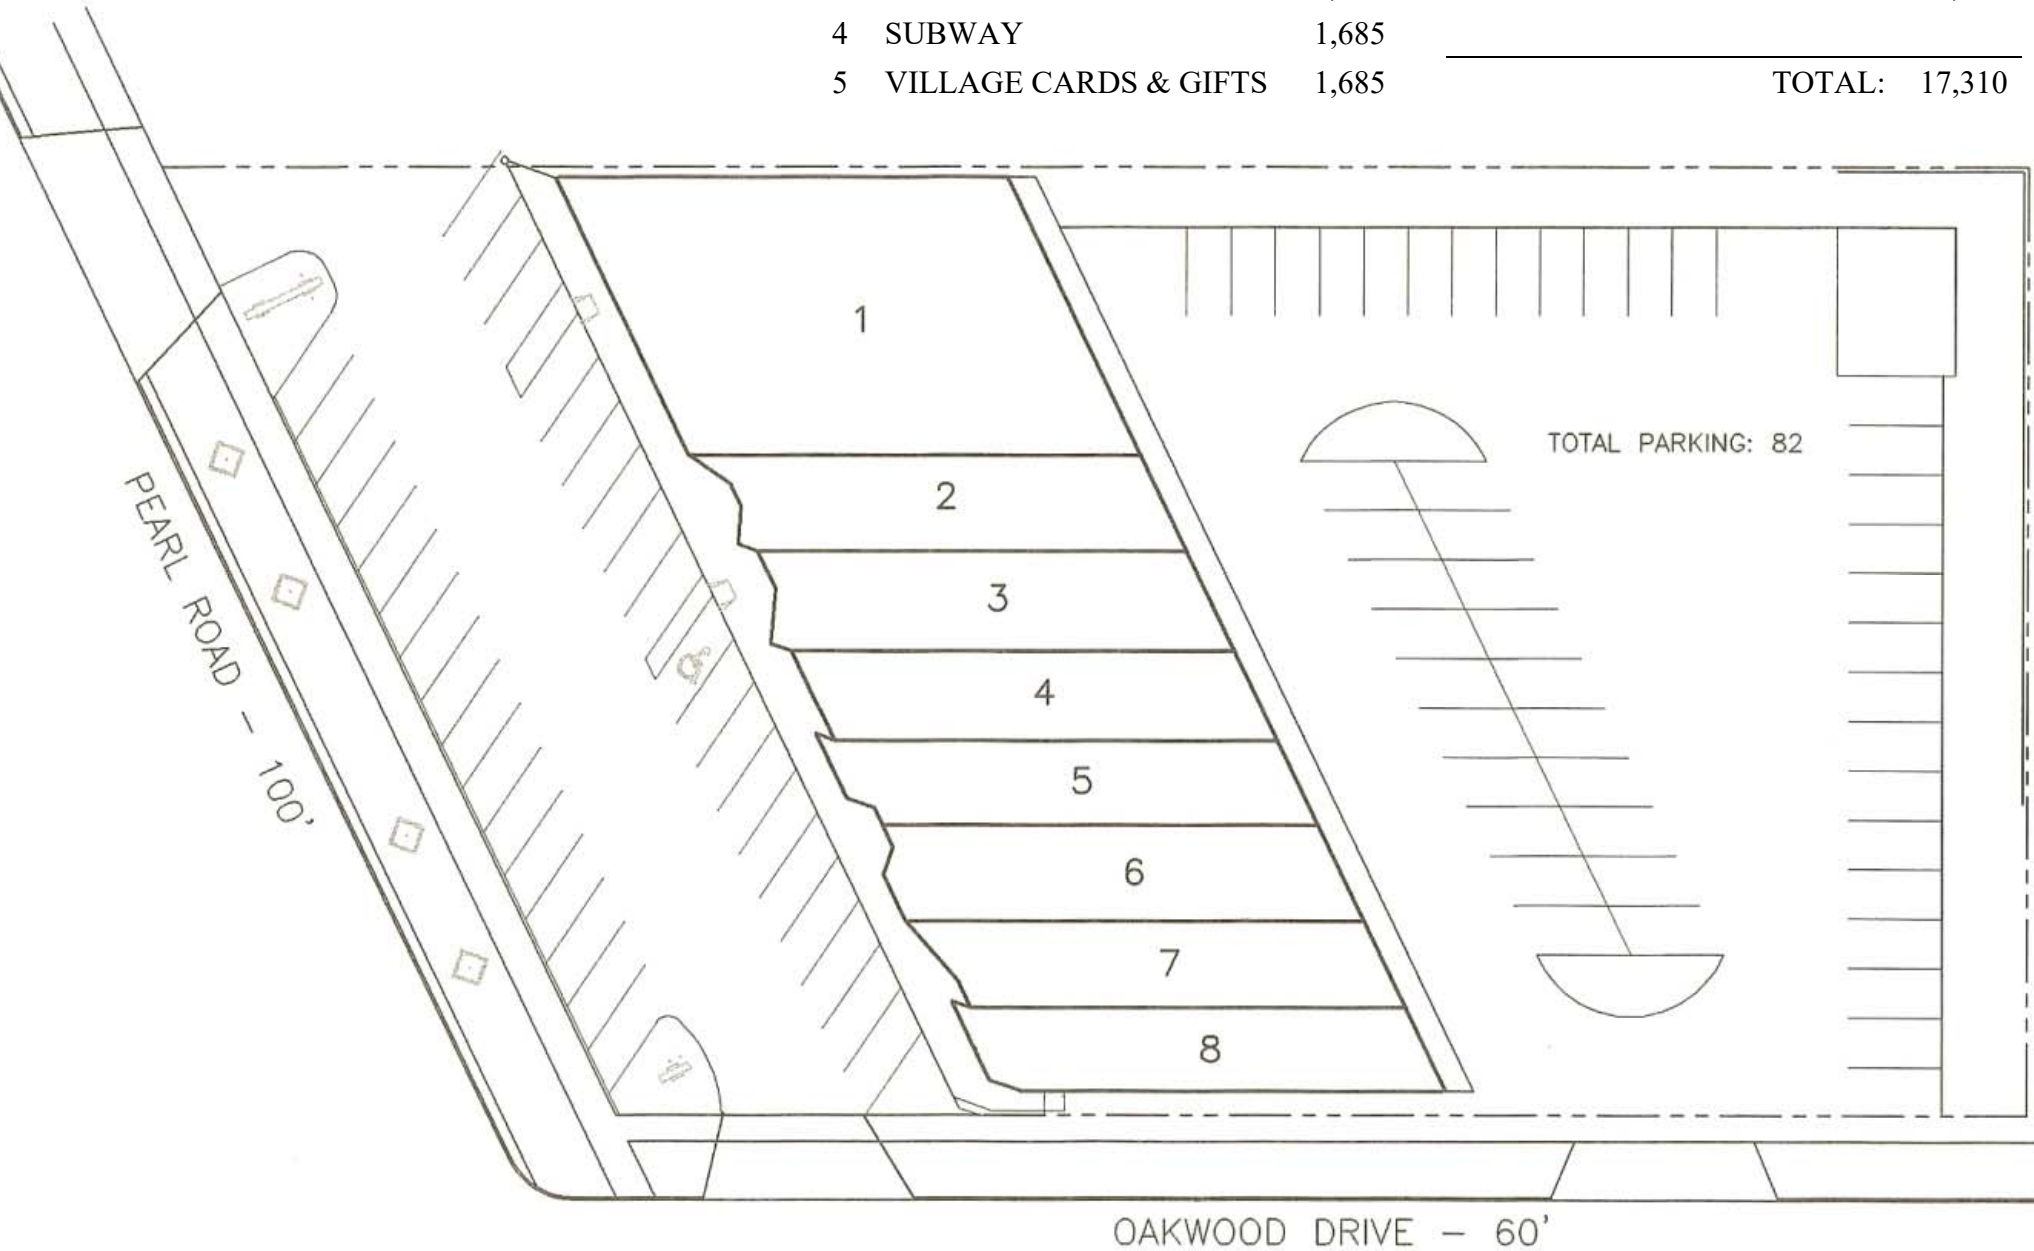 4 SUBWAY 1,685
5 VILLAGE CARDS & GIFTS 1,685 TOTAL: 17,310
1
TOTAL PARKING: 82
2
3
4
5
6
7
8
PEARL ROAD – 100'
OAKWOOD DRIVE – 60'